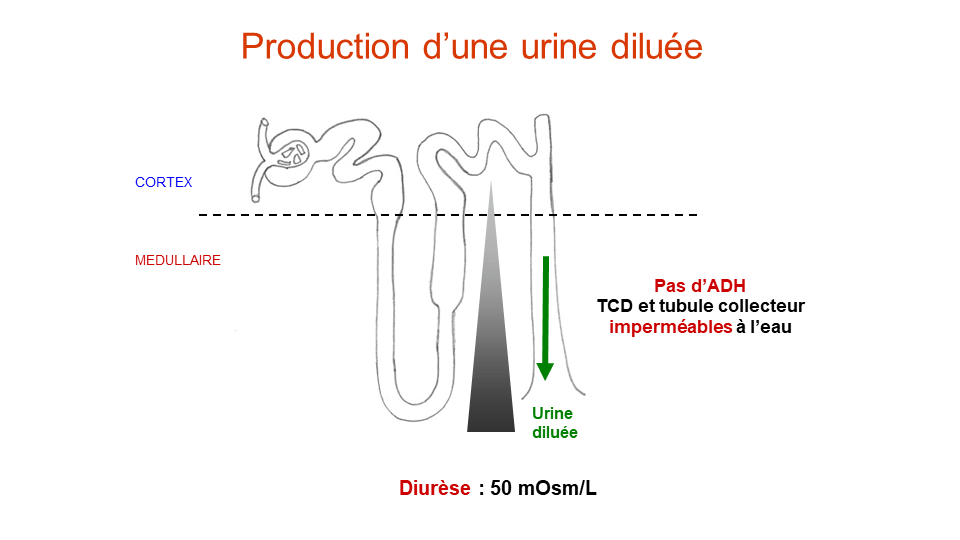 Production d’une urine diluée
CORTEX
MEDULLAIRE
Pas d’ADH
TCD et tubule collecteur
imperméables à l’eau
Urine
diluée
Diurèse : 50 mOsm/L